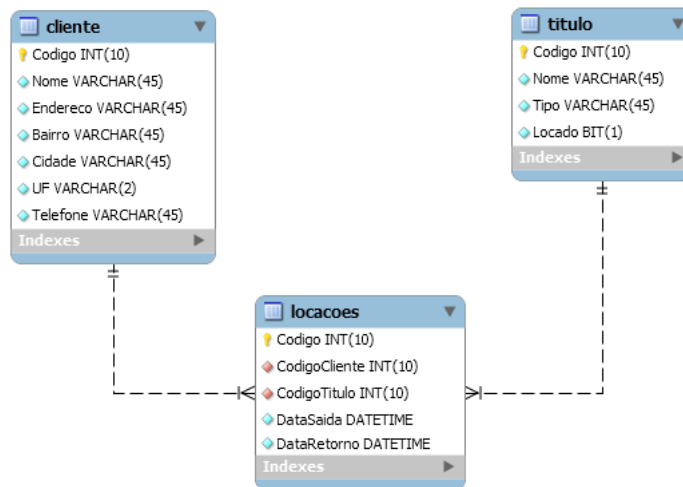 cliente
Codigo INT(10)
Nome VARCHAR(45)
Endereco VARCHAR(45)
Bairro VARCHAR(45)
Cidade VARCHAR(45)
UF VARCHAR(2)
Telefone VARCHAR(45)
Indexes
titulo
Codigo INT(10)
Nome VARCHAR(45)
Tipo VARCHAR(45)
Locado BIT(1)
Indexes
locacoes
Codigo INT(10)
CodigoCliente INT(10)
CodigoTitulo INT(10)
DataSaida DATETIME
DataRetorno DATETIME
Indexes